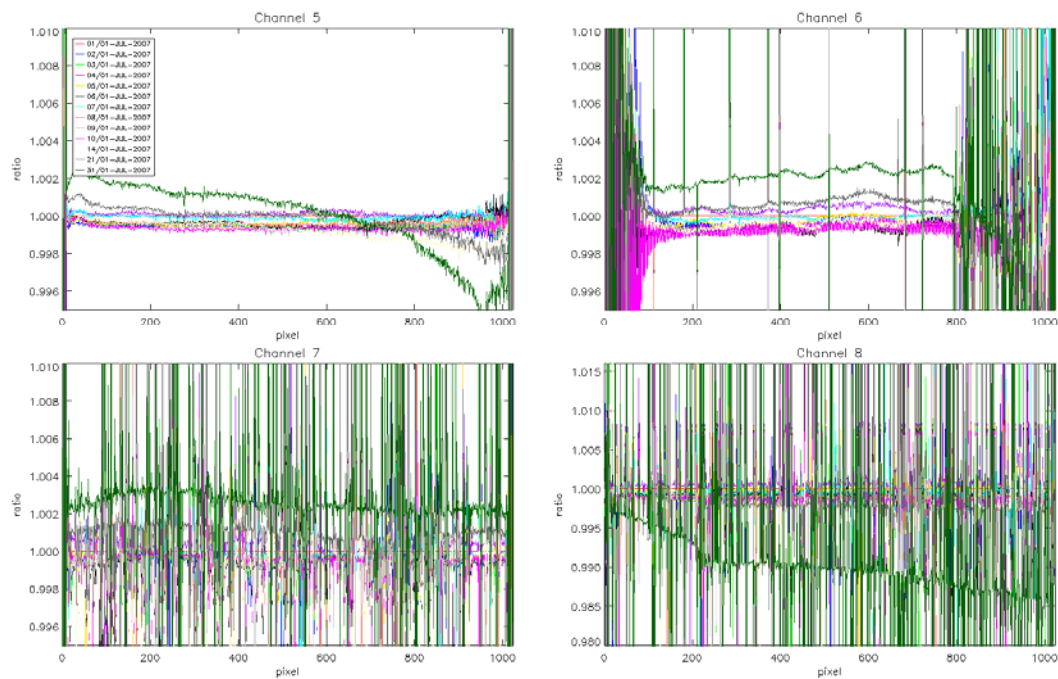 Channel 5
1.010
1.008
1.006
1.004
1.002
1.000
0.998
0.996
ratio
01/01-JUL-2007
02/01-JUL-2007
03/01-JUL-2007
04/01-JUL-2007
05/01-JUL-2007
06/01-JUL-2007
07/01-JUL-2007
08/01-JUL-2007
09/01-JUL-2007
10/01-JUL-2007
14/01-JUL-2007
21/01-JUL-2007
31/01-JUL-2007
0 200 400 600 800 1000
pixel
Channel 6
1.010
1.008
1.006
1.004
1.002
1.000
0.998
0.996
ratio
0 200 400 600 800 1000
pixel
Channel 7
1.010
1.008
1.006
1.004
1.002
1.000
0.998
0.996
ratio
0 200 400 600 800 1000
pixel
Channel 8
1.015
1.010
1.005
1.000
0.995
0.990
0.985
0.980
ratio
0 200 400 600 800 1000
pixel